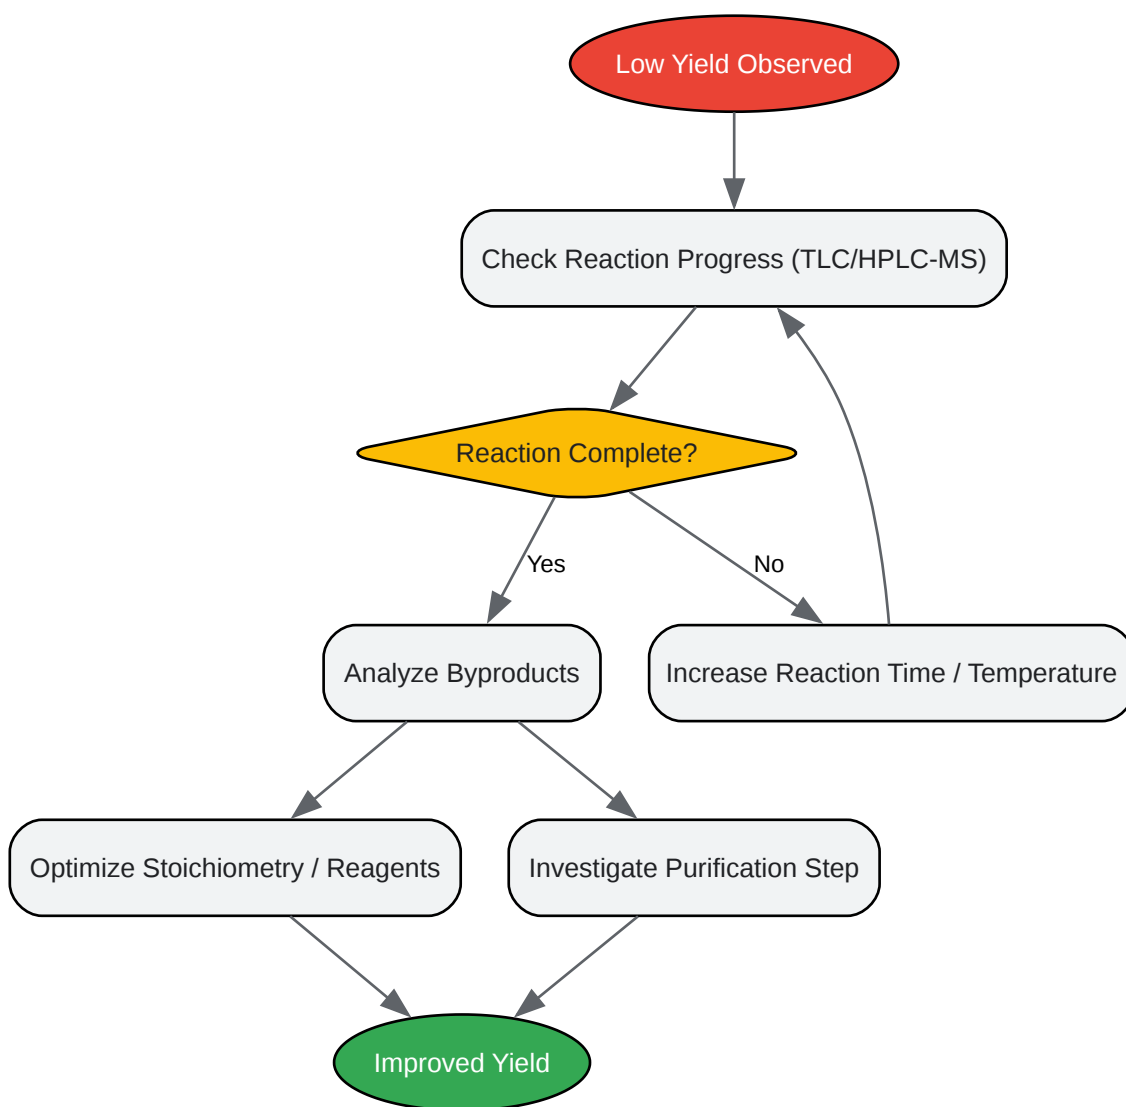 Low Yield Observed
Check Reaction Progress (TLC/HPLC-MS)
Reaction Complete?
Yes
No
Analyze Byproducts
Increase Reaction Time / Temperature
Optimize Stoichiometry / Reagents
Investigate Purification Step
Improved Yield